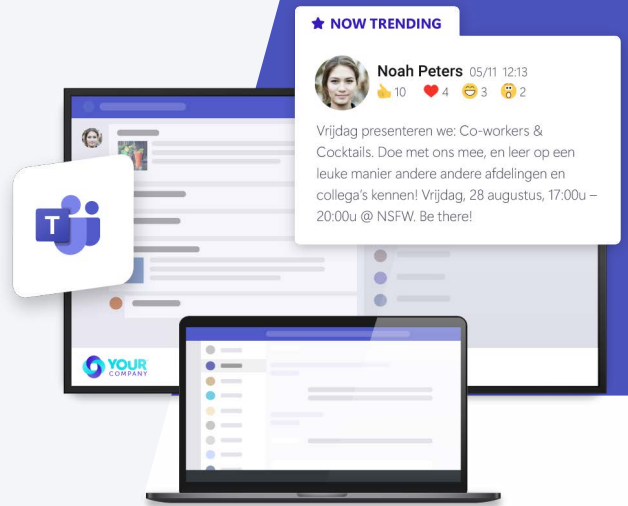 NOW TRENDING
Noah Peters 05/11 12:13
👍 10 ❤️ 4 😁 3 😯 2
Vrijdag presenteren we: Co-workers &
Cocktails. Doe met ons mee, en leer op een
leuke manier andere andere afdelingen en
collega's kennen! Vrijdag, 28 augustus, 17:00u –
20:00u @ NSFW. Be there!
T
YOUR
COMPANY